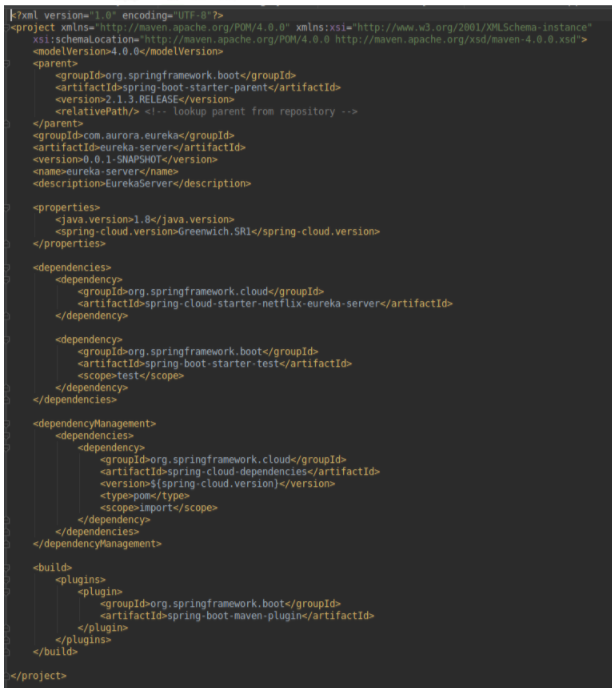 <?xml version="1.0" encoding="UTF-8"?>
<project xmlns="http://maven.apache.org/POM/4.0.0" xmlns:xsi="http://www.w3.org/2001/XMLSchema-instance"
    xsi:schemaLocation="http://maven.apache.org/POM/4.0.0 http://maven.apache.org/xsd/maven-4.0.0.xsd">
    <modelVersion>4.0.0</modelVersion>
    <parent>
        <groupId>org.springframework.boot</groupId>
        <artifactId>spring-boot-starter-parent</artifactId>
        <version>2.1.3.RELEASE</version>
        <relativePath/> <!-- lookup parent from repository -->
    </parent>
    <groupId>com.aurora.eureka</groupId>
    <artifactId>eureka-server</artifactId>
    <version>0.0.1-SNAPSHOT</version>
    <name>eureka-server</name>
    <description>EurekaServer</description>

    <properties>
        <java.version>1.8</java.version>
        <spring-cloud.version>Greenwich.SR1</spring-cloud.version>
    </properties>

    <dependencies>
        <dependency>
            <groupId>org.springframework.cloud</groupId>
            <artifactId>spring-cloud-starter-netflix-eureka-server</artifactId>
        </dependency>

        <dependency>
            <groupId>org.springframework.boot</groupId>
            <artifactId>spring-boot-starter-test</artifactId>
            <scope>test</scope>
        </dependency>
    </dependencies>

    <dependencyManagement>
        <dependencies>
            <dependency>
                <groupId>org.springframework.cloud</groupId>
                <artifactId>spring-cloud-dependencies</artifactId>
                <version>${spring-cloud.version}</version>
                <type>pom</type>
                <scope>import</scope>
            </dependency>
        </dependencies>
    </dependencyManagement>

    <build>
        <plugins>
            <plugin>
                <groupId>org.springframework.boot</groupId>
                <artifactId>spring-boot-maven-plugin</artifactId>
            </plugin>
        </plugins>
    </build>

</project>